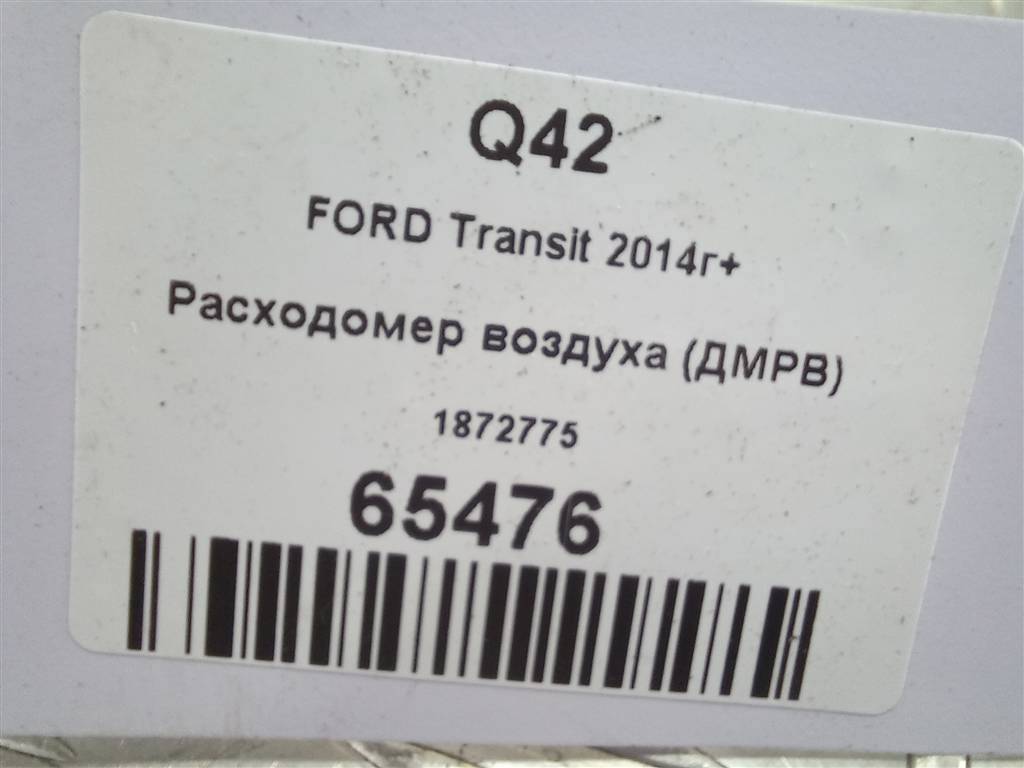 Q42
FORD Transit 2014г+
Расходомер воздуха (ДМРВ)
1872775
65476